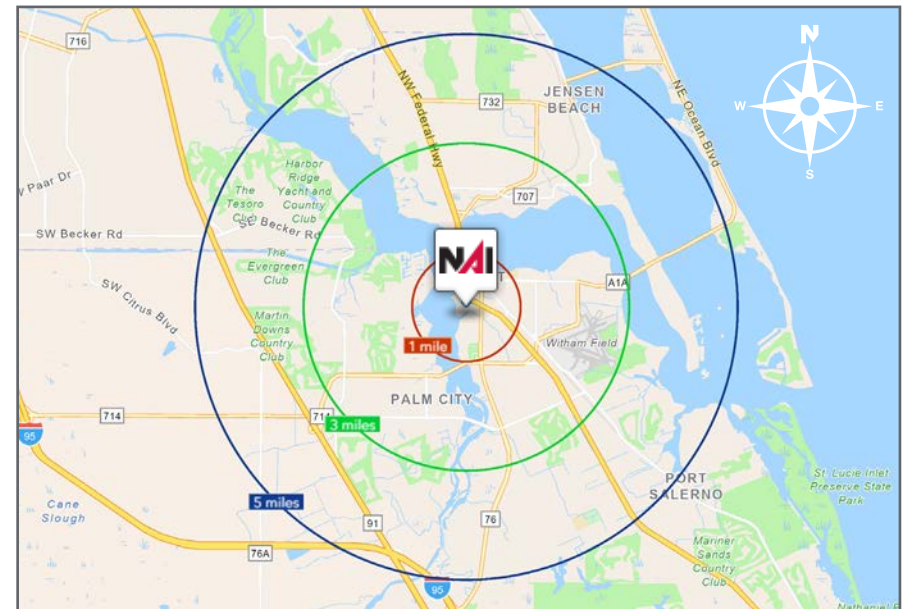 716
N
W
E
S
NW Federal Hwy
732
JENSEN
BEACH
NE Ocean Blvd
Paar Dr
Harbor
Ridge
Yacht and
Country
Club
The
Tesoro
Club
707
SW Becker Rd
SE Becker Rd
The
Evergreen
Club
NAI
A1A
SW Citrus Blvd
Martin
Downs
Country
Club
1 mile
Witham Field
PALM CITY
714
714
3 miles
95
St. Lucie Inlet
Preserve State
Park
PORT
SALERNO
5 miles
Cane
Slough
91
76
76A
Mariner
Sands
Country
Club
95